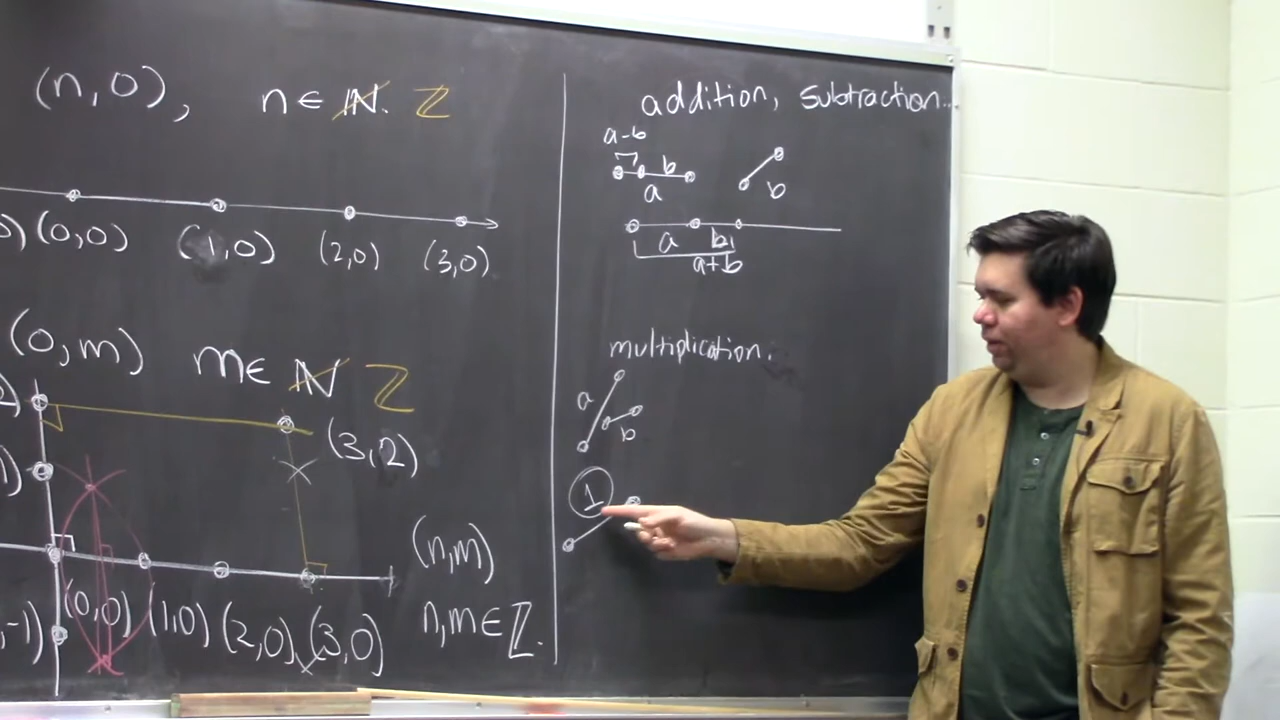 (n,0), n∈ℕ. ℤ
(0,0) (1,0) (2,0) (3,0)
(0,m) m∈ ℕ ℤ
(3,2)
(n,m)
n,m∈ℤ.
,-1) (0,0) (1,0) (2,0) (3,0)
addition, subtraction...
a-b
b
a
b
a b
a+b
multiplication.
a
b
1